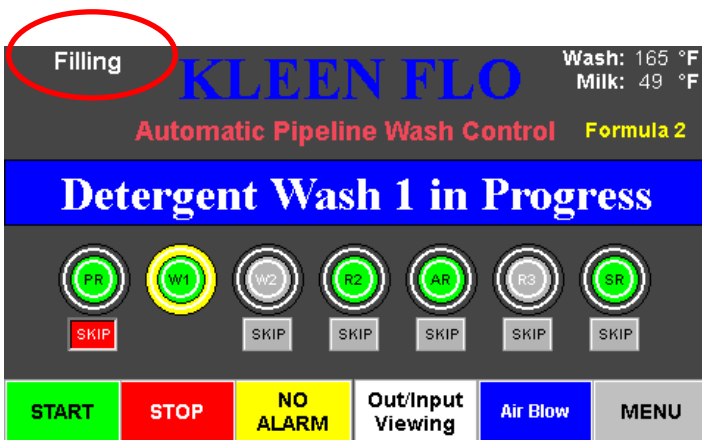 Filling
KLEEN FLO
Wash: 165 °F
Milk: 49 °F
Automatic Pipeline Wash Control
Formula 2
Detergent Wash 1 in Progress
PR W1 W2 R2 AR R3 SR
SKIP SKIP SKIP SKIP SKIP SKIP
START STOP NO ALARM Out/Input Viewing Air Blow MENU